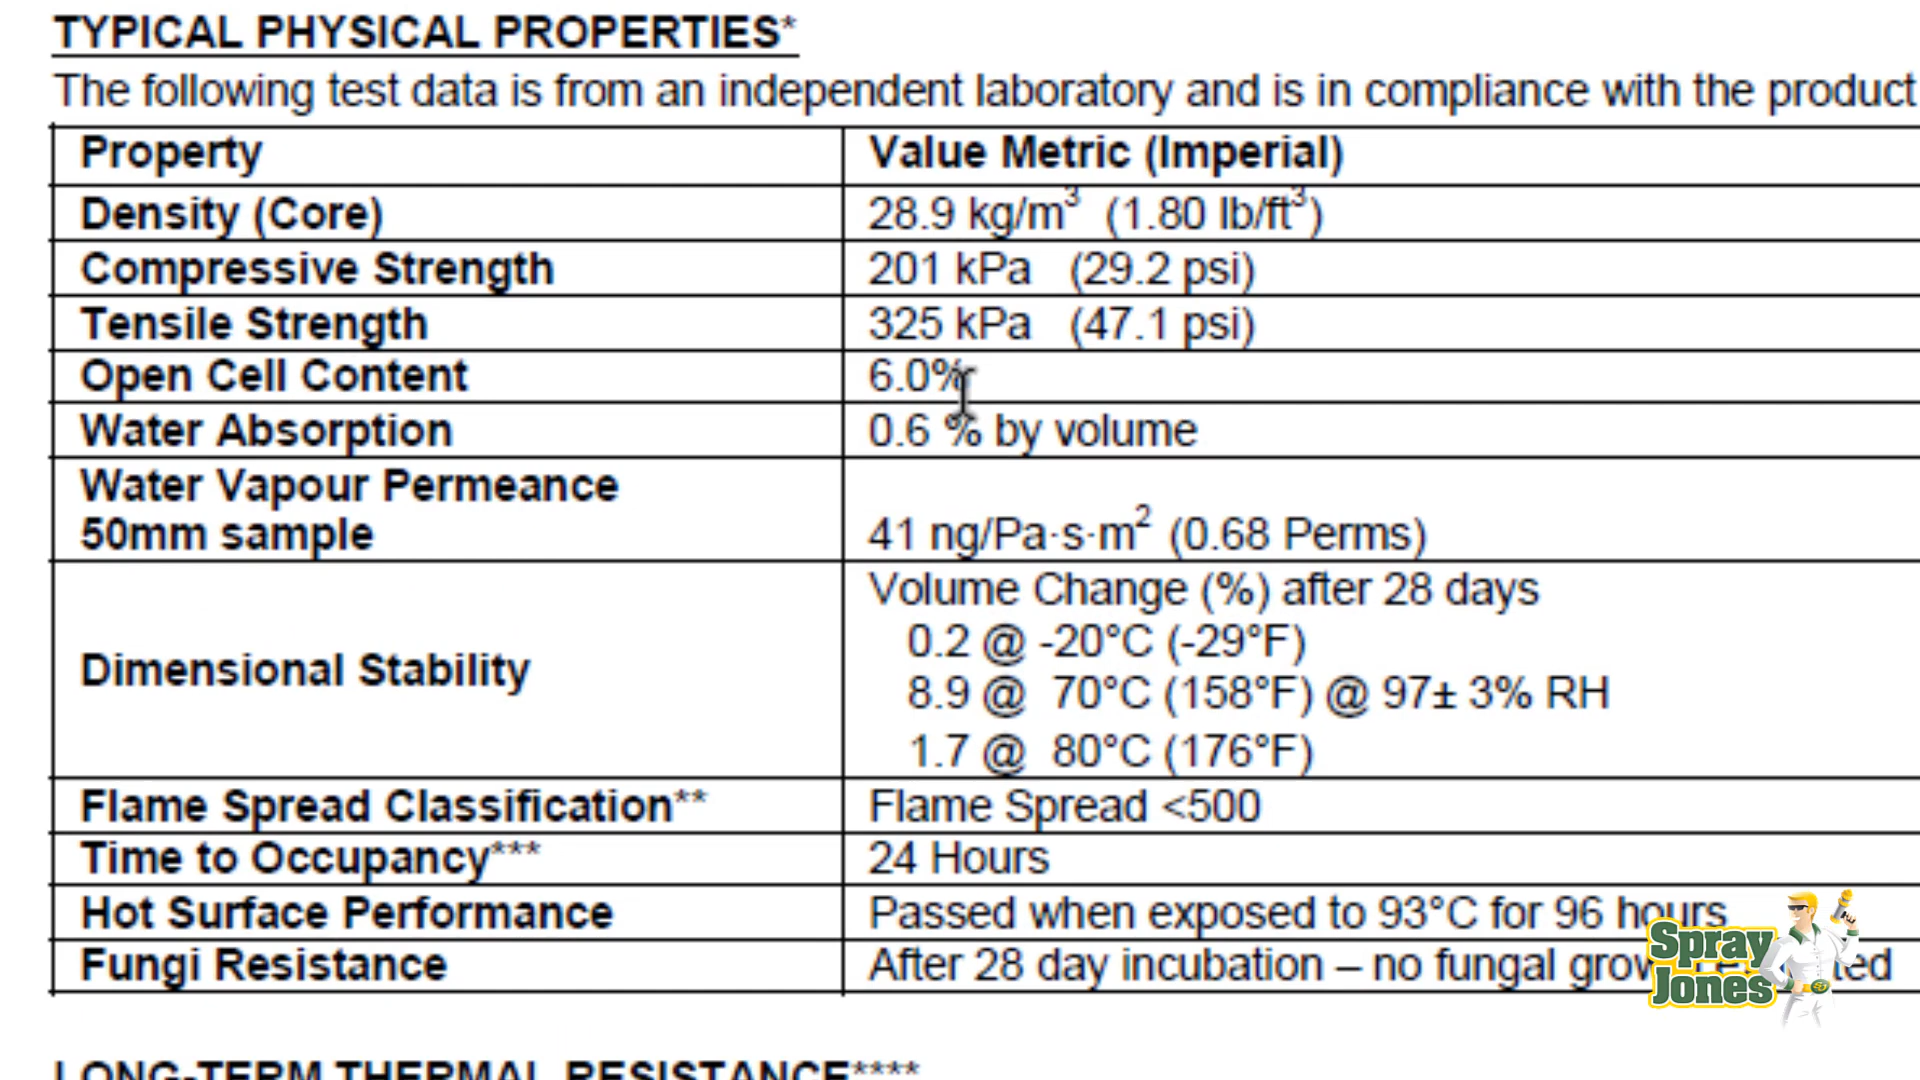 TYPICAL PHYSICAL PROPERTIES*
The following test data is from an independent laboratory and is in compliance with the product
Property Value Metric (Imperial)
Density (Core) 28.9 kg/m³ (1.80 lb/ft³)
Compressive Strength 201 kPa (29.2 psi)
Tensile Strength 325 kPa (47.1 psi)
Open Cell Content 6.0%
Water Absorption 0.6 % by volume
Water Vapour Permeance
50mm sample 41 ng/Pa·s·m² (0.68 Perms)
Volume Change (%) after 28 days
0.2 @ -20°C (-29°F)
Dimensional Stability 8.9 @ 70°C (158°F) @ 97± 3% RH
1.7 @ 80°C (176°F)
Flame Spread Classification** Flame Spread <500
Time to Occupancy*** 24 Hours
Hot Surface Performance Passed when exposed to 93°C for 96 hours
Fungi Resistance After 28 day incubation – no fungal
Spray
Jones
LONG-TERM THERMAL RESISTANCE****